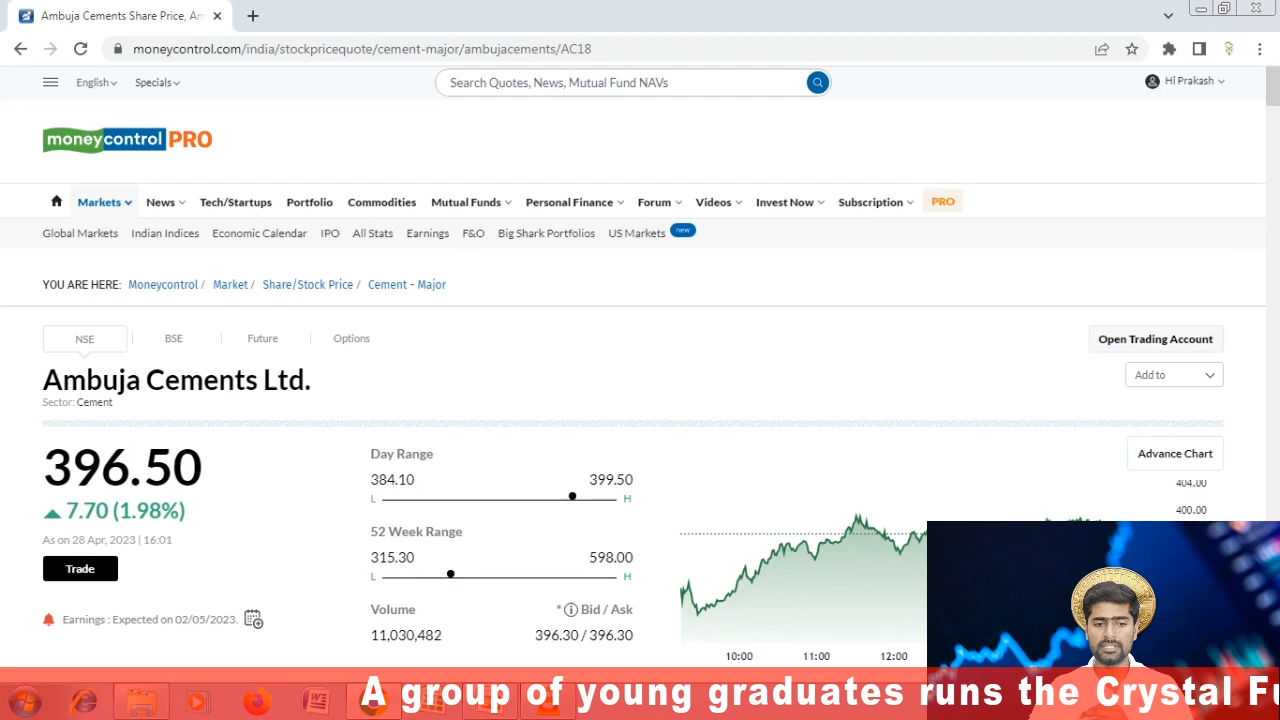 Ambuja Cements Share Price, Am
moneycontrol.com/india/stockpricequote/cement-major/ambujacements/AC18
English Specials Search Quotes, News, Mutual Fund NAVs Hi Prakash
moneycontrol PRO
Markets News Tech/Startups Portfolio Commodities Mutual Funds Personal Finance Forum Videos Invest Now Subscription PRO
Global Markets Indian Indices Economic Calendar IPO All Stats Earnings F&O Big Shark Portfolios US Markets new
YOU ARE HERE: Moneycontrol / Market / Share/Stock Price / Cement - Major
NSE BSE Future Options Open Trading Account
Ambuja Cements Ltd. Add to
Sector: Cement
396.50 Day Range Advance Chart
384.10 399.50 404.00
L H
7.70 (1.98%) 400.00
52 Week Range
As on 28 Apr, 2023 | 16:01 315.30 598.00
Trade L H
Volume * Bid / Ask
Earnings : Expected on 02/05/2023. 11,030,482 396.30 / 396.30
10:00 11:00 12:00
A group of young graduates runs the Crystal Fu